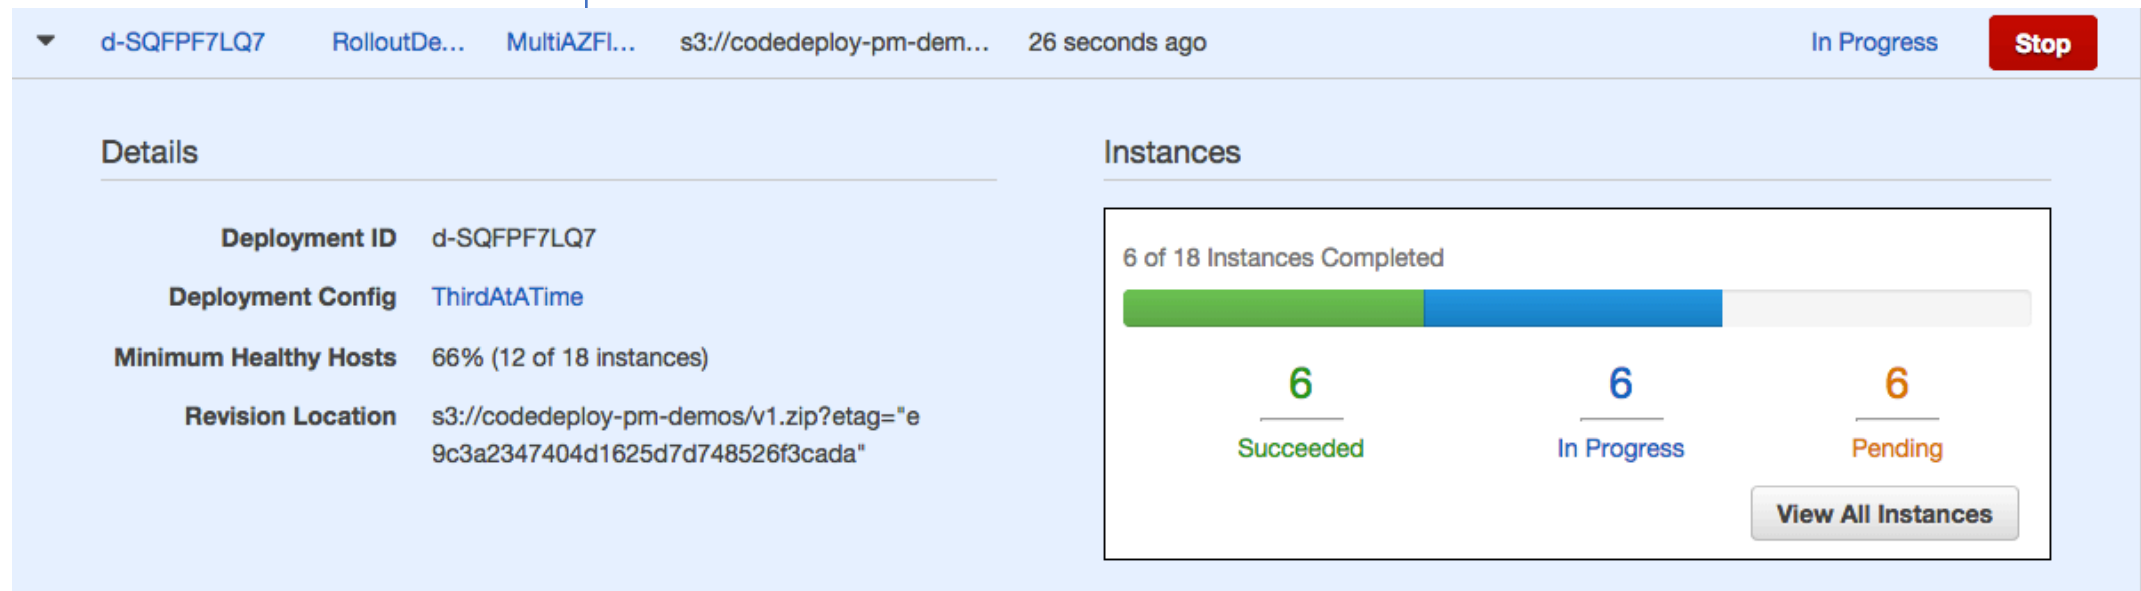 d-SQFPF7LQ7 RolloutDe... MultiAZFl... s3://codedeploy-pm-dem... 26 seconds ago In Progress Stop
Details
Deployment ID d-SQFPF7LQ7
Deployment Config ThirdAtATime
Minimum Healthy Hosts 66% (12 of 18 instances)
Revision Location s3://codedeploy-pm-demos/v1.zip?etag="e
9c3a2347404d1625d7d748526f3cada"
Instances
6 of 18 Instances Completed
6 6 6
Succeeded In Progress Pending
View All Instances